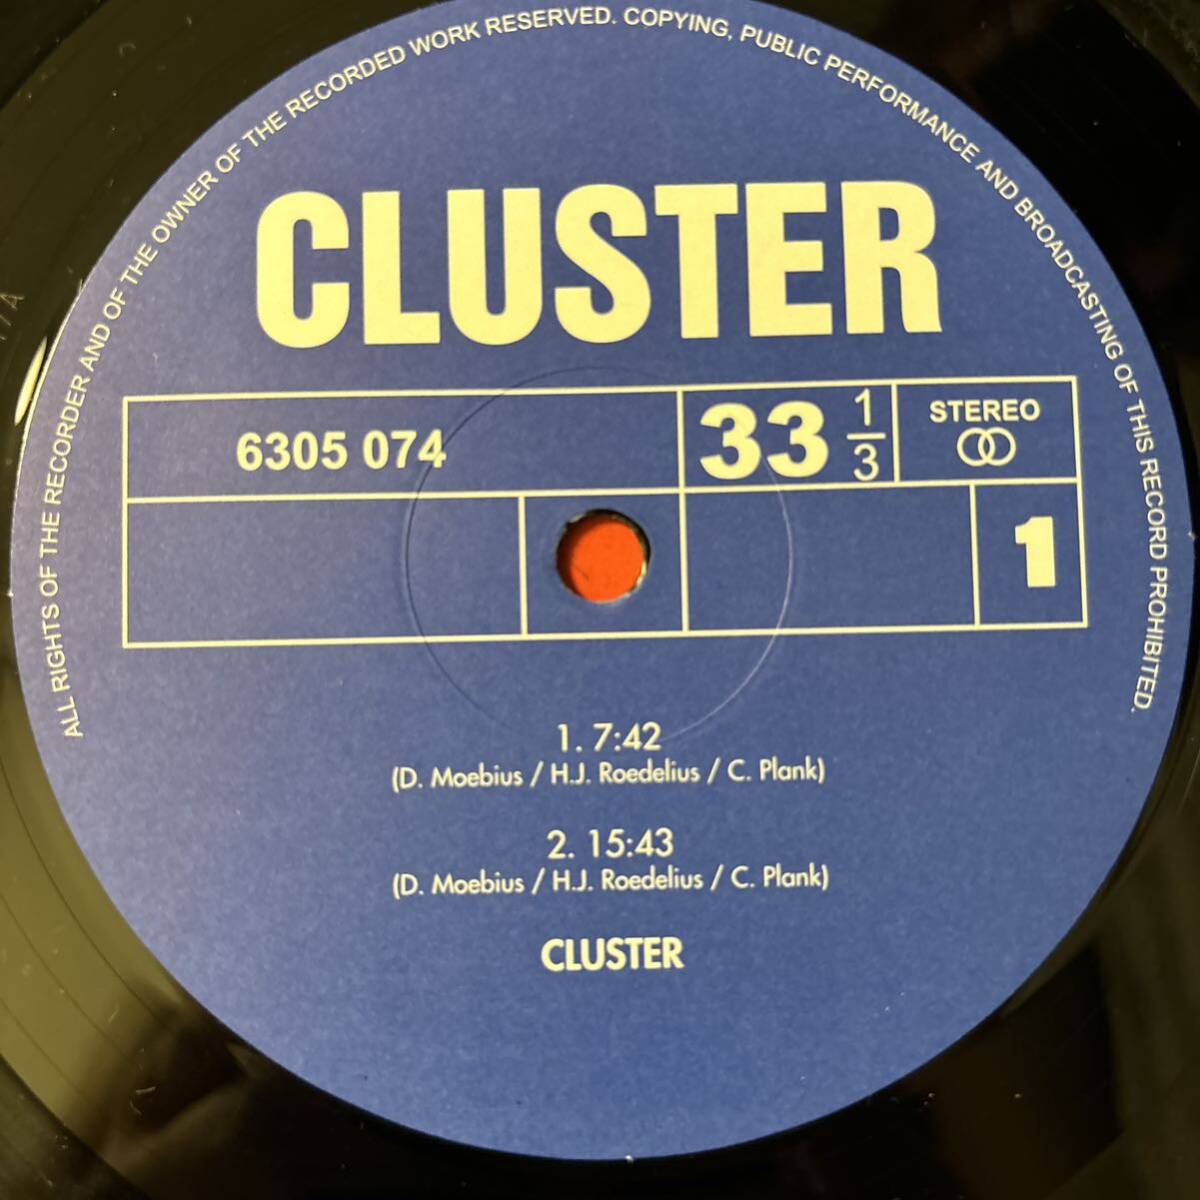 ALL RIGHTS OF THE RECORDER AND OF THE OWNER OF THE RECORDED WORK RESERVED. COPYING, PUBLIC PERFORMANCE AND BROADCASTING OF THIS RECORD PROHIBITED.
CLUSTER
6305 074
33 1/3
STEREO
1
1. 7:42
(D. Moebius / H.J. Roedelius / C. Plank)
2. 15:43
(D. Moebius / H.J. Roedelius / C. Plank)
CLUSTER